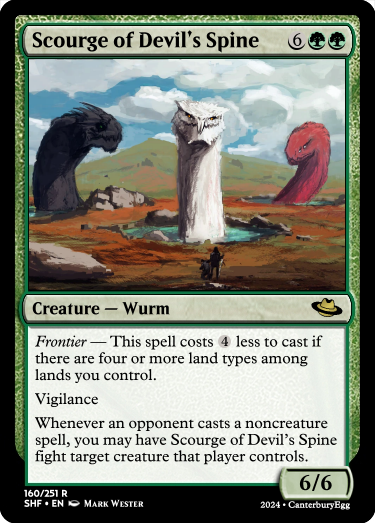 Scourge of Devil's Spine 6
Creature — Wurm
Frontier — This spell costs 4 less to cast if
there are four or more land types among
lands you control.
Vigilance
Whenever an opponent casts a noncreature
spell, you may have Scourge of Devil's Spine
fight target creature that player controls.
6/6
160/251 R
SHF • EN Mark Wester
2024 • CanterburyEgg